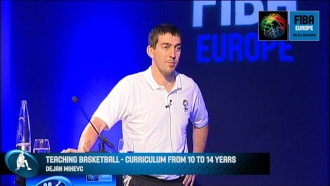 FIBA
EUROPE
FIBA
EUROPE
TEACHING BASKETBALL - CURRICULUM FROM 10 TO 14 YEARS
DEJAN MIHEVC